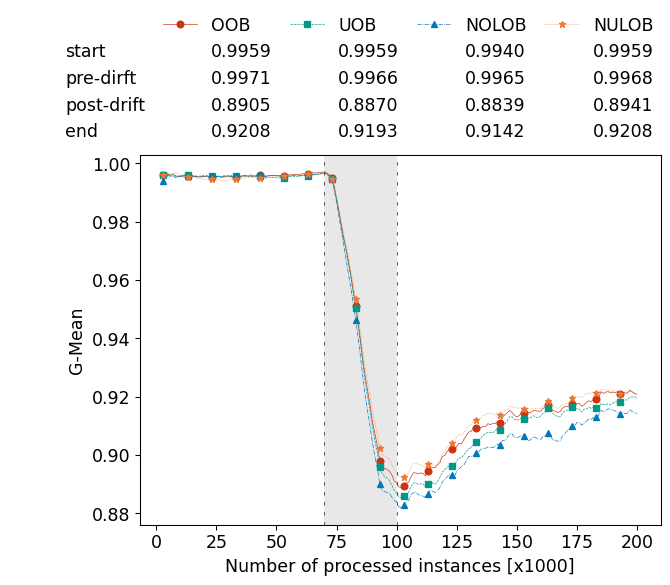 OOB UOB NOLOB NULOB
start 0.9959 0.9959 0.9940 0.9959
pre-dirft 0.9971 0.9966 0.9965 0.9968
post-drift 0.8905 0.8870 0.8839 0.8941
end 0.9208 0.9193 0.9142 0.9208
1.00
0.98
0.96
0.94
0.92
0.90
0.88
G-Mean
0 25 50 75 100 125 150 175 200
Number of processed instances [x1000]